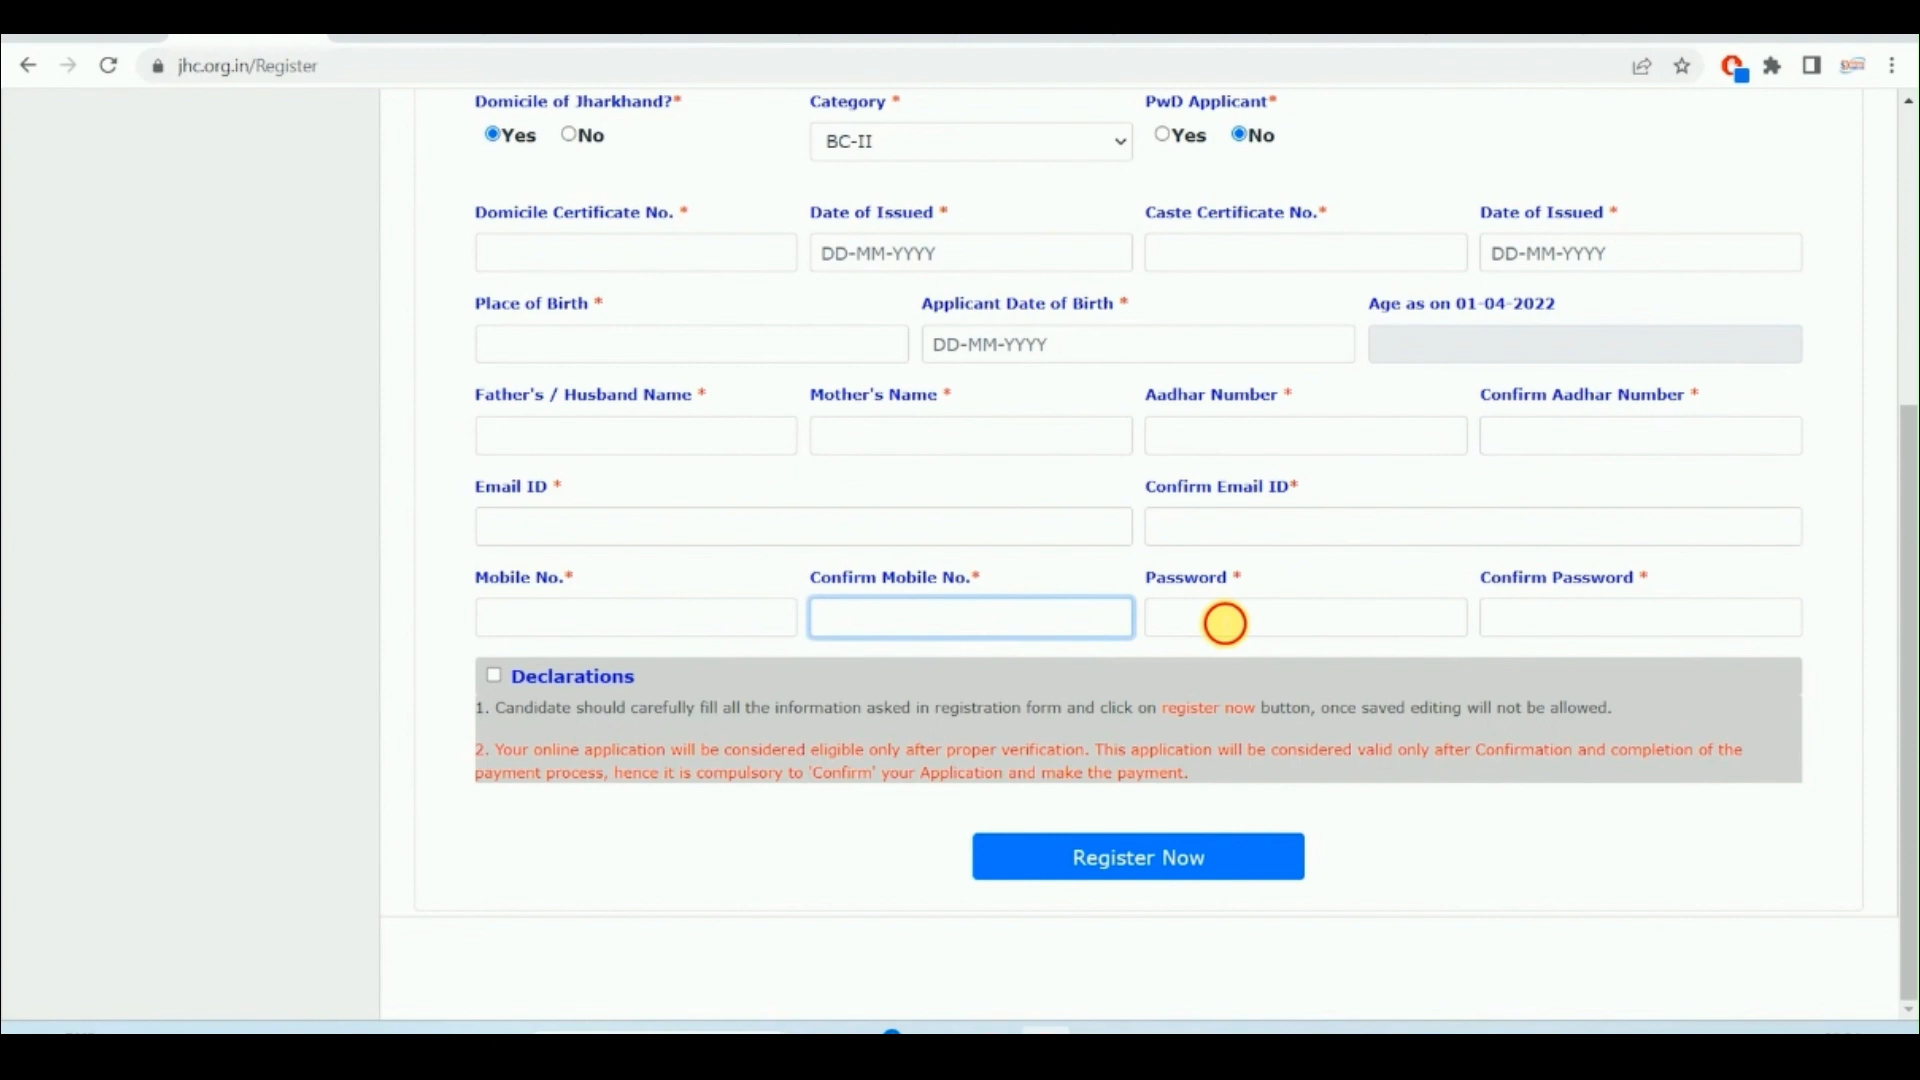 jhc.org.in/Register
Domicile of Jharkhand?* Category * PwD Applicant*
Yes No BC-II Yes No
Domicile Certificate No. * Date of Issued * Caste Certificate No.* Date of Issued *
DD-MM-YYYY DD-MM-YYYY
Place of Birth * Applicant Date of Birth * Age as on 01-04-2022
DD-MM-YYYY
Father's / Husband Name * Mother's Name * Aadhar Number * Confirm Aadhar Number *
Email ID * Confirm Email ID*
Mobile No.* Confirm Mobile No.* Password * Confirm Password *
Declarations
1. Candidate should carefully fill all the information asked in registration form and click on register now button, once saved editing will not be allowed.
2. Your online application will be considered eligible only after proper verification. This application will be considered valid only after Confirmation and completion of the
payment process, hence it is compulsory to 'Confirm' your Application and make the payment.
Register Now